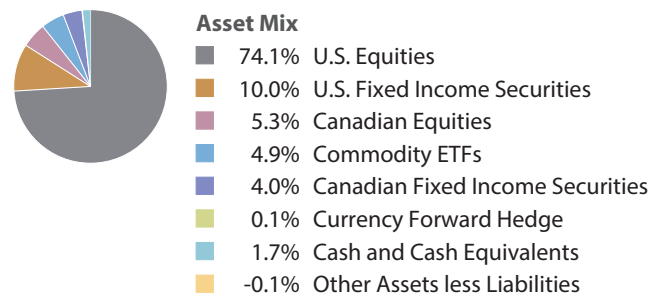 Asset Mix
74.1% U.S. Equities
10.0% U.S. Fixed Income Securities
5.3% Canadian Equities
4.9% Commodity ETFs
4.0% Canadian Fixed Income Securities
0.1% Currency Forward Hedge
1.7% Cash and Cash Equivalents
-0.1% Other Assets less Liabilities